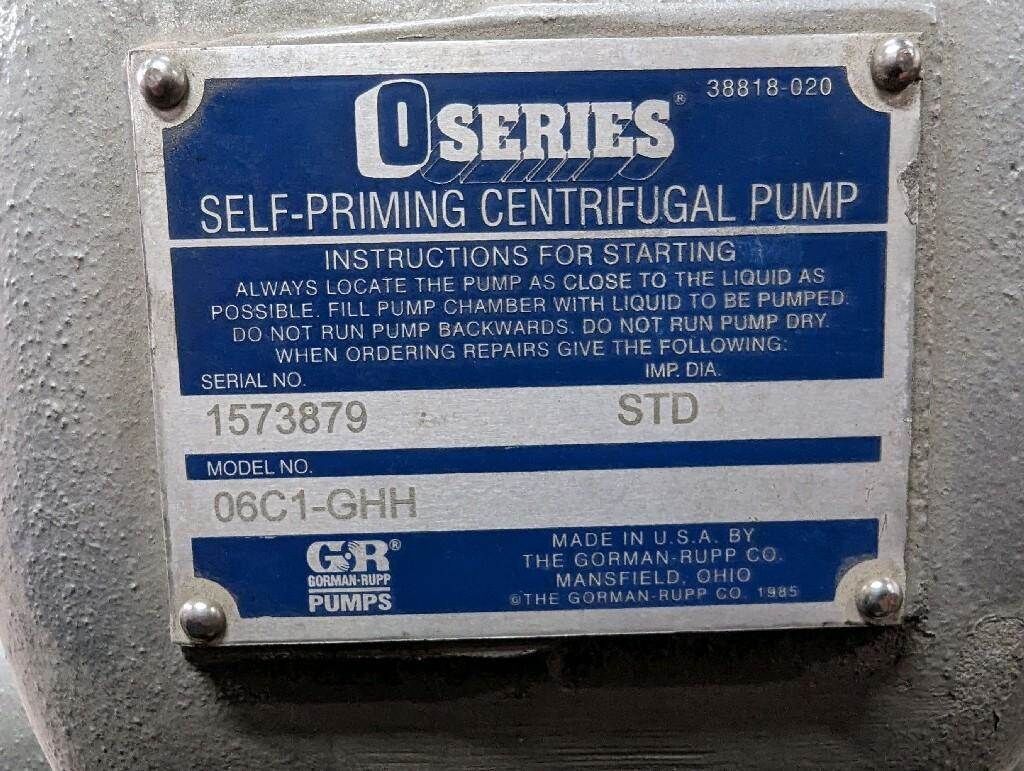 O SERIES® 38818-020
SELF-PRIMING CENTRIFUGAL PUMP
INSTRUCTIONS FOR STARTING
ALWAYS LOCATE THE PUMP AS CLOSE TO THE LIQUID AS
POSSIBLE. FILL PUMP CHAMBER WITH LIQUID TO BE PUMPED.
DO NOT RUN PUMP BACKWARDS. DO NOT RUN PUMP DRY.
WHEN ORDERING REPAIRS GIVE THE FOLLOWING:
SERIAL NO. IMP. DIA.
1573879 STD
MODEL NO.
06C1-GHH
GR®
GORMAN-RUPP
PUMPS
MADE IN U.S.A. BY
THE GORMAN-RUPP CO.
MANSFIELD, OHIO
©THE GORMAN-RUPP CO. 1985